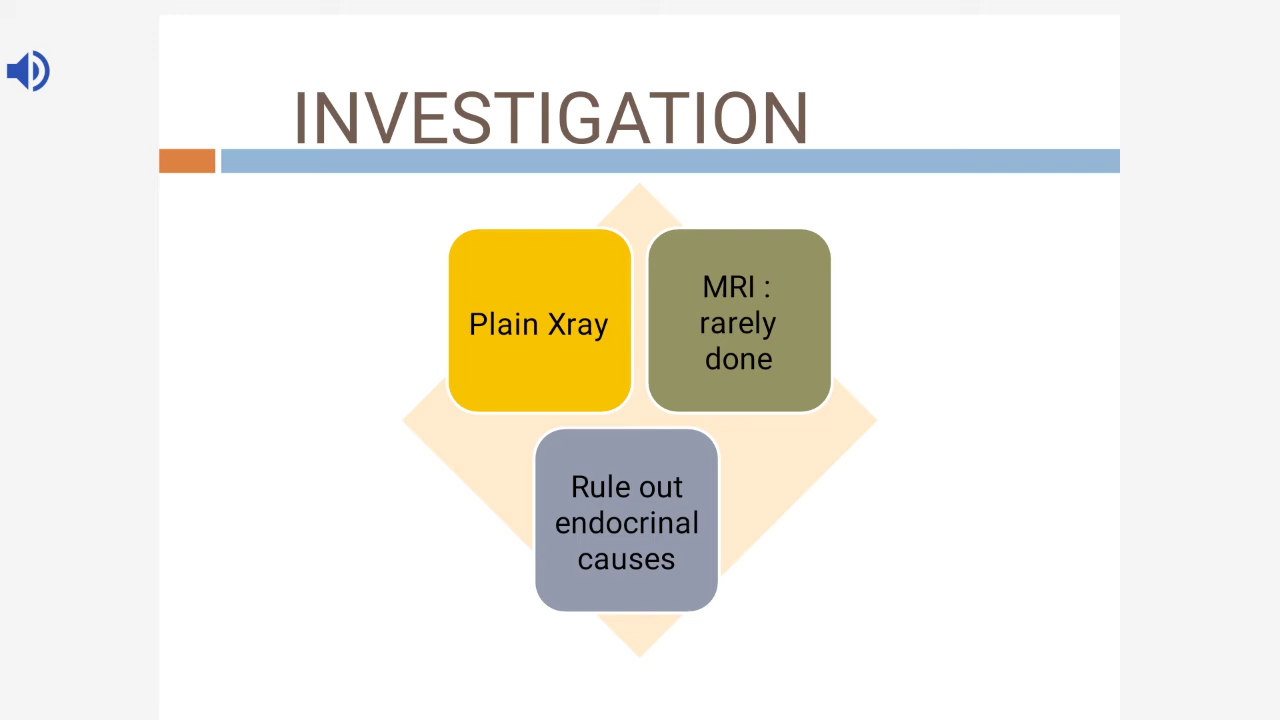 INVESTIGATION
Plain Xray
MRI :
rarely
done
Rule out
endocrinal
causes